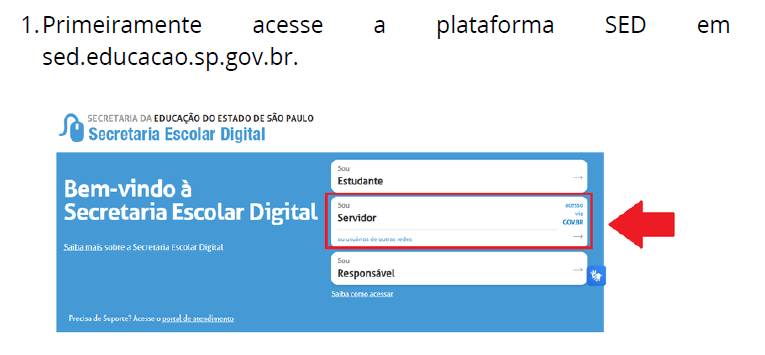 1. Primeiramente acesse a plataforma SED em
sed.educacao.sp.gov.br.
SECRETARIA DA EDUCAÇÃO DO ESTADO DE SÃO PAULO
Secretaria Escolar Digital
Bem-vindo à
Secretaria Escolar Digital
Saiba mais sobre a Secretaria Escolar Digital
Precisa de Suporte? Acesse o portal de atendimento
Sou
Estudante
Sou
Servidor
acesso
via
GOV.BR
ou usuários de outras redes
Sou
Responsável
Saiba como acessar